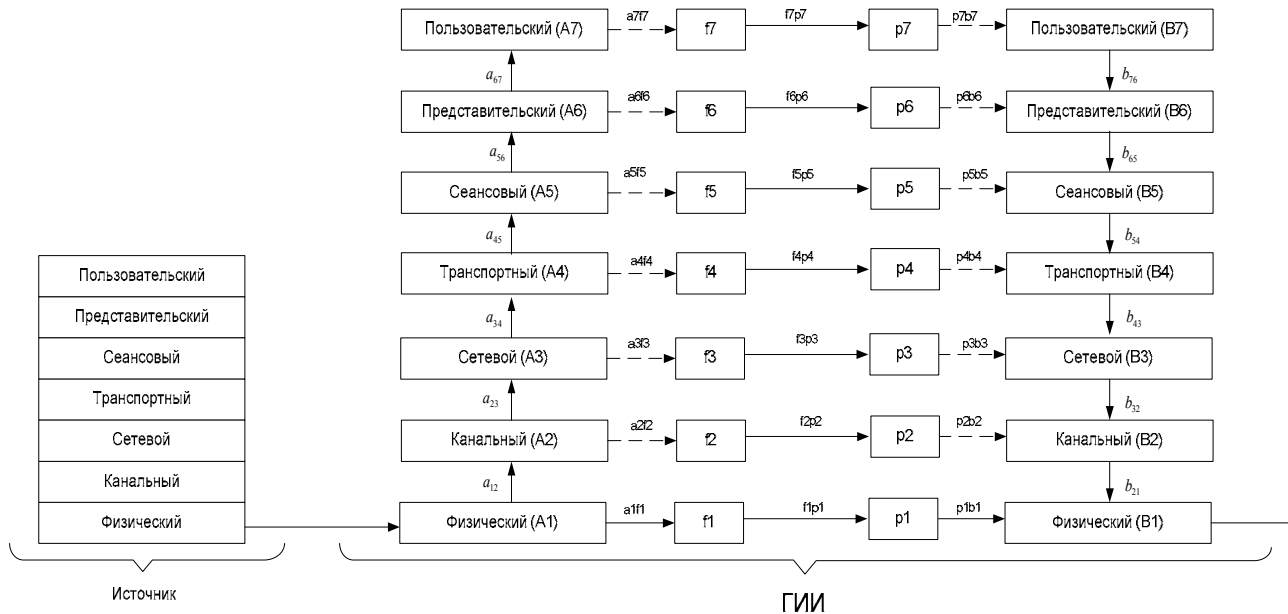 Пользовательский (A7) a7f7 f7 f7p7 p7 p7b7 Пользовательский (B7)
a67 b76
Представительский (A6) a6f6 f6 f6p6 p6 p6b6 Представительский (B6)
a56 b65
Сеансовый (A5) a5f5 f5 f5p5 p5 p5b5 Сеансовый (B5)
a45 b54
Транспортный (A4) a4f4 f4 f4p4 p4 p4b4 Транспортный (B4)
a34 b43
Сетевой (A3) a3f3 f3 f3p3 p3 p3b3 Сетевой (B3)
a23 b32
Канальный (A2) a2f2 f2 f2p2 p2 p2b2 Канальный (B2)
a12 b21
Физический (A1) a1f1 f1 f1p1 p1 p1b1 Физический (B1)
Пользовательский
Представительский
Сеансовый
Транспортный
Сетевой
Канальный
Физический
Источник
ГИИ